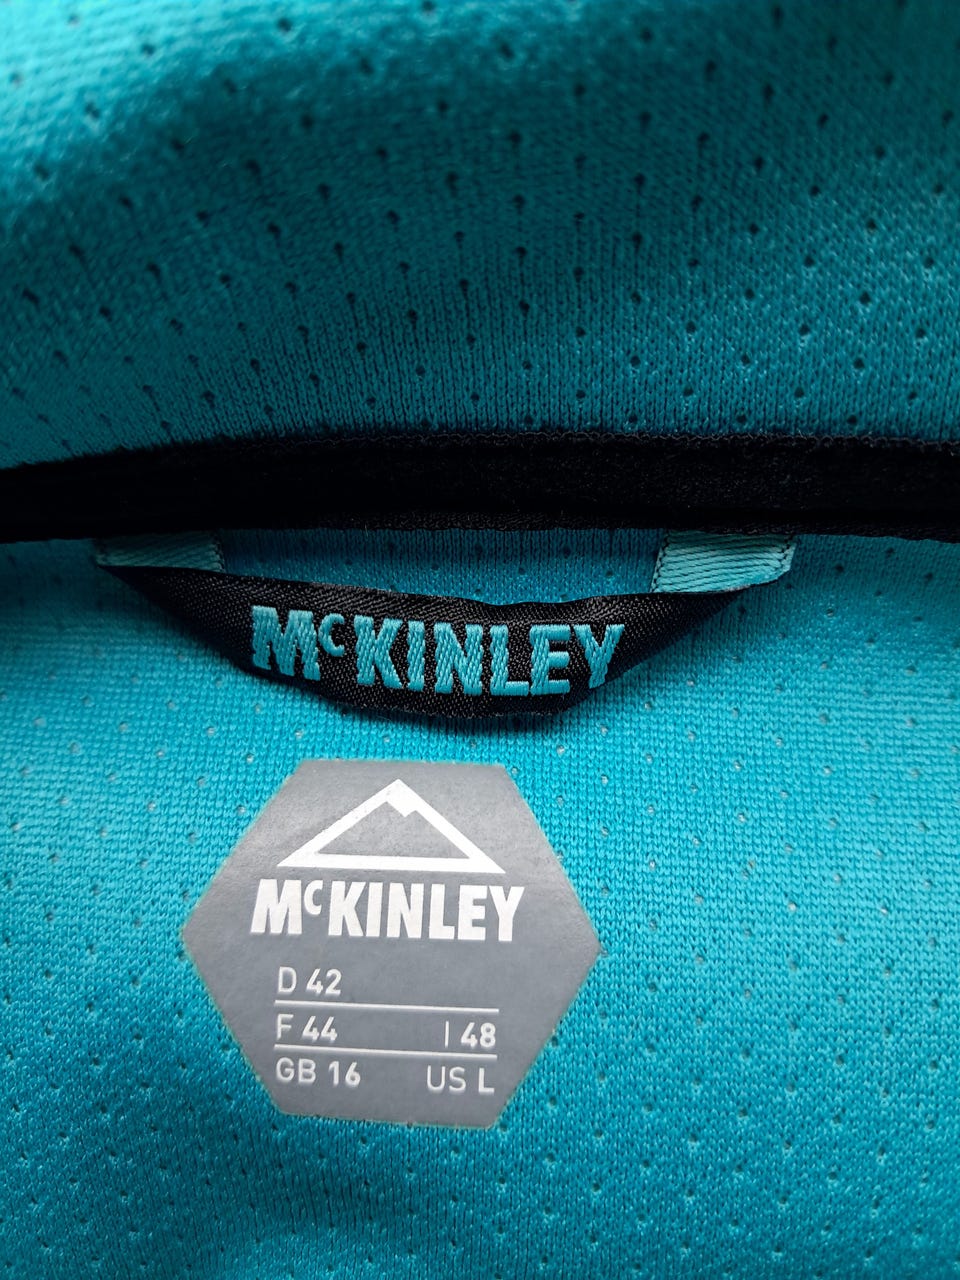 McKINLEY
McKINLEY
D 42
F 44 I 48
GB 16 US L